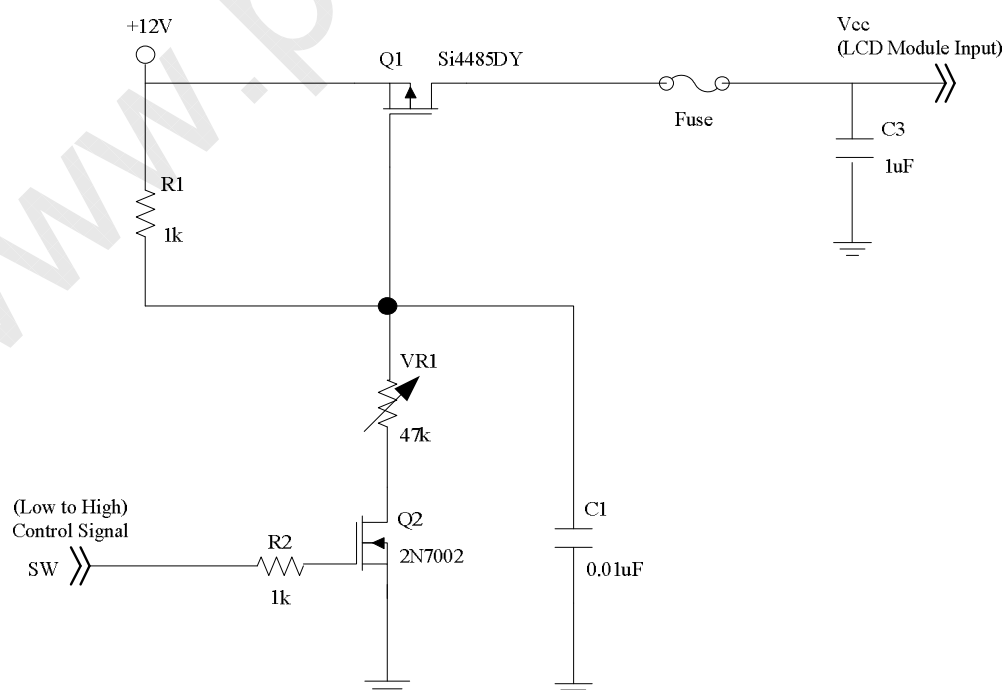 +12V
Q1
Si4485DY
Vcc
(LCD Module Input)
Fuse
C3
1uF
R1
1k
VR1
47k
(Low to High)
Control Signal
SW
R2
1k
Q2
2N7002
C1
0.01uF
www.p